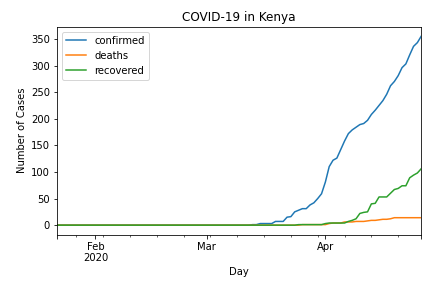 COVID-19 in Kenya
350
300
250
200
150
100
50
0
Number of Cases
confirmed
deaths
recovered
Feb
2020
Mar
Apr
Day